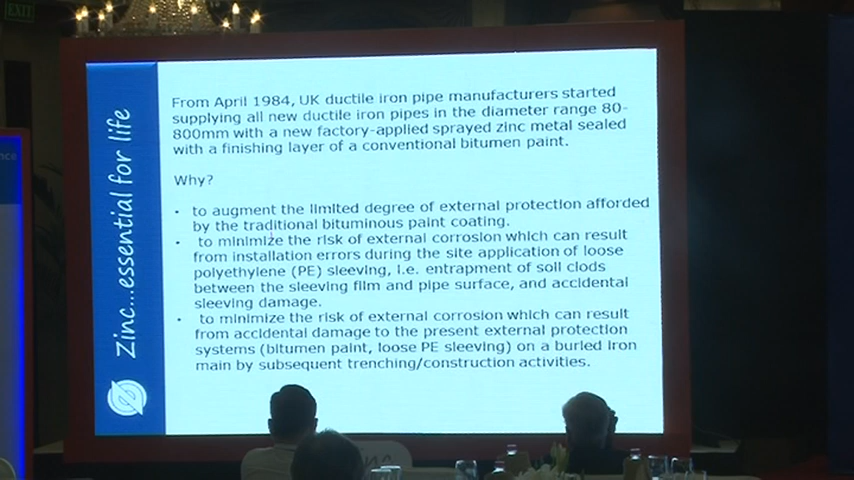 EXIT
Zinc...essential for life
From April 1984, UK ductile iron pipe manufacturers started
supplying all new ductile iron pipes in the diameter range 80-
800mm with a new factory-applied sprayed zinc metal sealed
with a finishing layer of a conventional bitumen paint.
Why?
• to augment the limited degree of external protection afforded
by the traditional bituminous paint coating.
• to minimize the risk of external corrosion which can result
from installation errors during the site application of loose
polyethylene (PE) sleeving, i.e. entrapment of soil clods
between the sleeving film and pipe surface, and accidental
sleeving damage.
• to minimize the risk of external corrosion which can result
from accidental damage to the present external protection
systems (bitumen paint, loose PE sleeving) on a buried iron
main by subsequent trenching/construction activities.